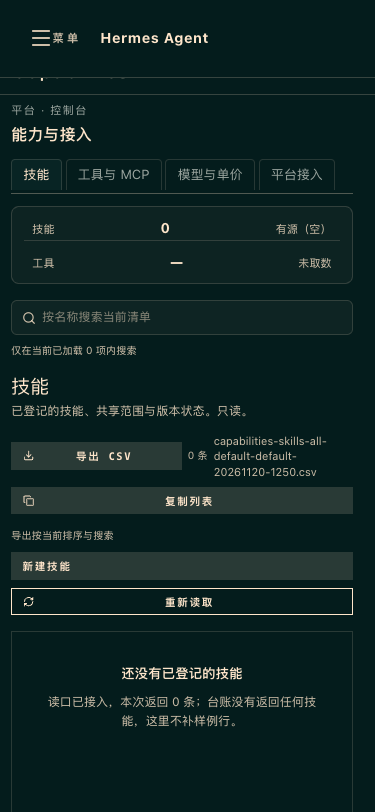 菜单 Hermes Agent
平台 · 控制台
能力与接入
技能 工具与 MCP 模型与单价 平台接入
技能 0 有源（空）
工具 — 未取数
按名称搜索当前清单
仅在当前已加载 0 项内搜索
技能
已登记的技能、共享范围与版本状态。只读。
导出 CSV 0 条 capabilities-skills-all-
default-default-
20261120-1250.csv
复制列表
导出按当前排序与搜索
新建技能
重新读取
还没有已登记的技能
读口已接入，本次返回 0 条；台账没有返回任何技
能，这里不补样例行。